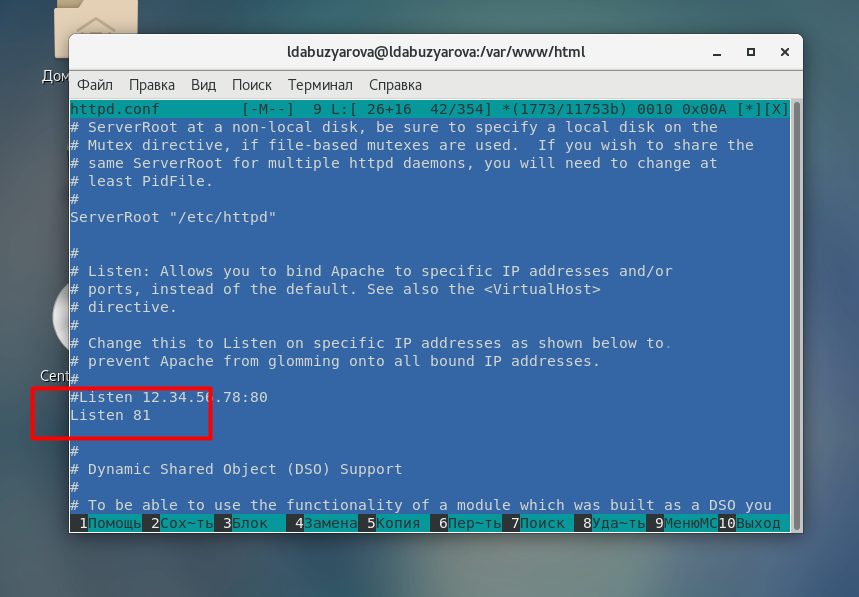 Дом
ldabuzyarova@ldabuzyarova:/var/www/html
Файл Правка Вид Поиск Терминал Справка
httpd.conf [-M--] 9 L:[ 26+16 42/354] *(1773/11753b) 0010 0x00A [*][X]
# ServerRoot at a non-local disk, be sure to specify a local disk on the
# Mutex directive, if file-based mutexes are used.  If you wish to share the
# same ServerRoot for multiple httpd daemons, you will need to change at
# least PidFile.
#
ServerRoot "/etc/httpd"
#
# Listen: Allows you to bind Apache to specific IP addresses and/or
# ports, instead of the default. See also the <VirtualHost>
# directive.
#
# Change this to Listen on specific IP addresses as shown below to.
# prevent Apache from glomming onto all bound IP addresses.
Cent
#
#Listen 12.34.56.78:80
Listen 81
#
# Dynamic Shared Object (DSO) Support
#
# To be able to use the functionality of a module which was built as a DSO you
1Помощь 2Сох~ть 3Блок 4Замена 5Копия 6Пер~ть 7Поиск 8Уда~ть 9МенюMC 10Выход